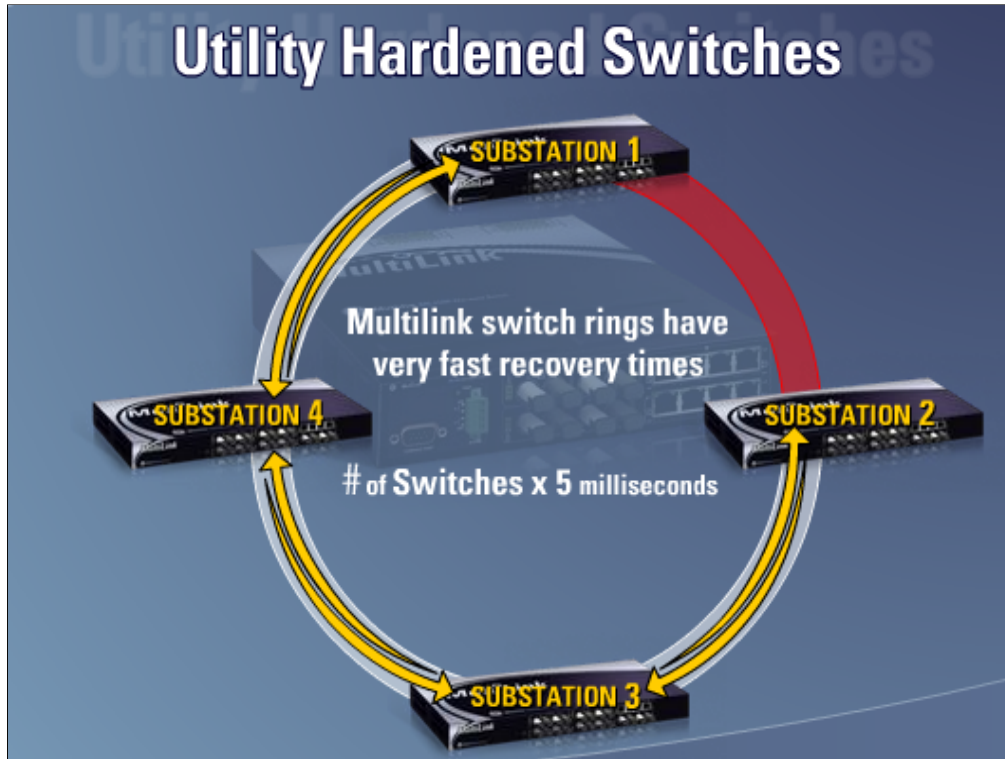 Utility Hardened Switches
SUBSTATION 1
MultiLink
Multilink switch rings have
very fast recovery times
SUBSTATION 4
SUBSTATION 2
# of Switches x 5 milliseconds
SUBSTATION 3